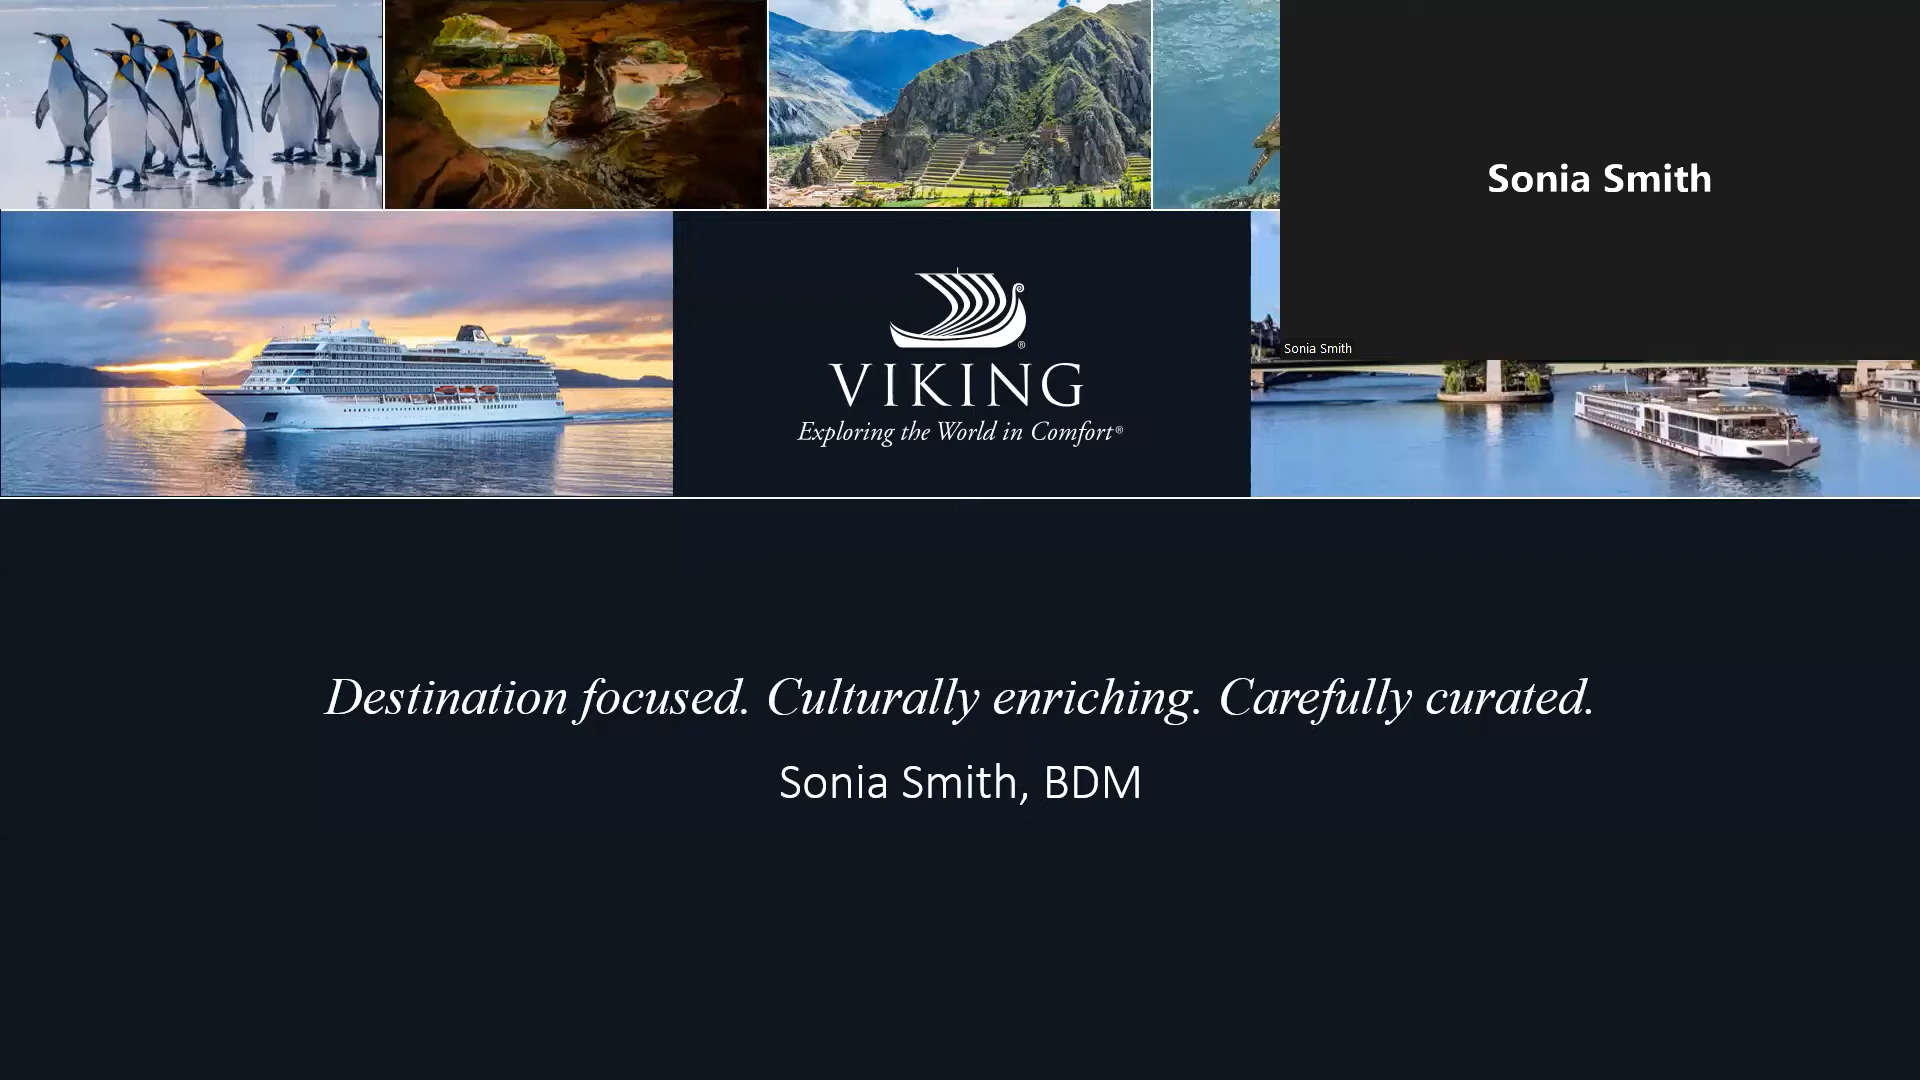 Sonia Smith
Sonia Smith
VIKING
Exploring the World in Comfort®
Destination focused. Culturally enriching. Carefully curated.
Sonia Smith, BDM